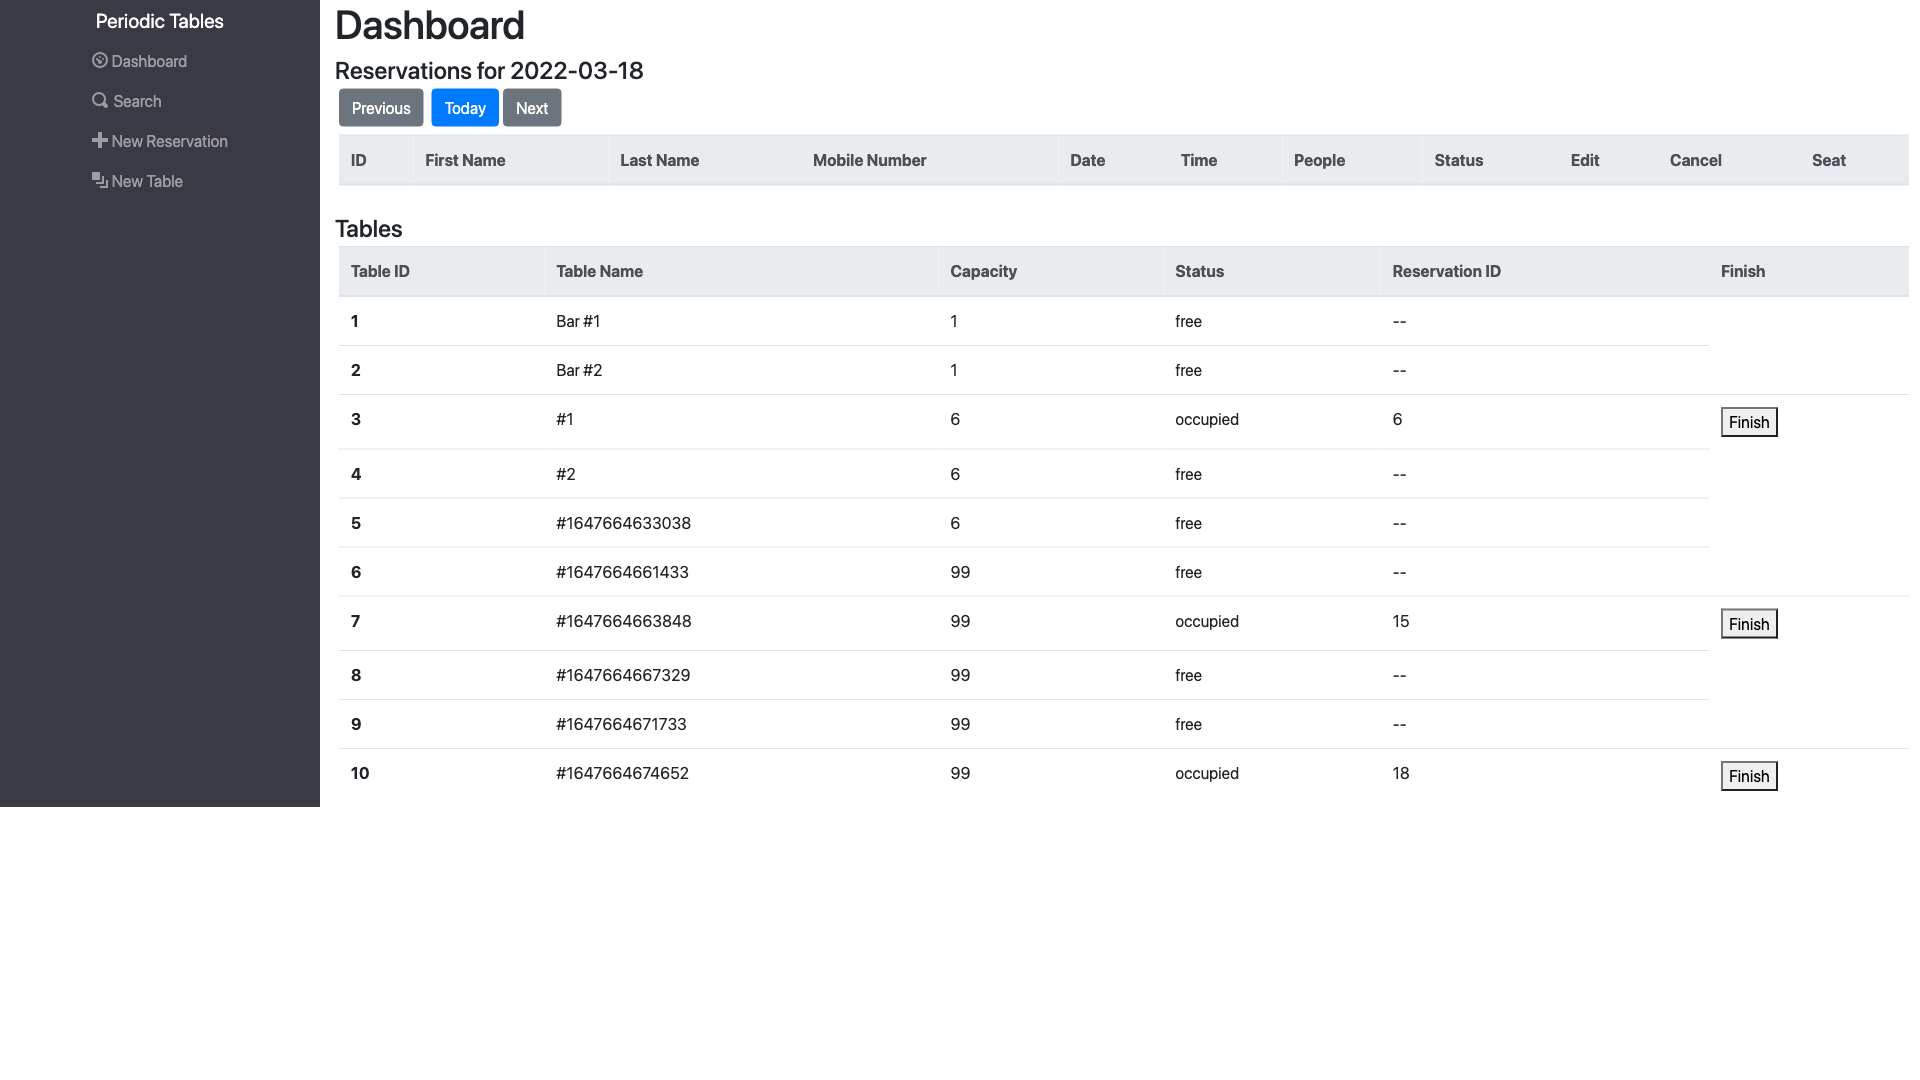 Periodic Tables
Dashboard
Search
New Reservation
New Table
Dashboard
Reservations for 2022-03-18
Previous Today Next
ID First Name Last Name Mobile Number Date Time People Status Edit Cancel Seat
Tables
Table ID Table Name Capacity Status Reservation ID Finish
1 Bar #1 1 free --
2 Bar #2 1 free --
3 #1 6 occupied 6 Finish
4 #2 6 free --
5 #1647664633038 6 free --
6 #1647664661433 99 free --
7 #1647664663848 99 occupied 15 Finish
8 #1647664667329 99 free --
9 #1647664671733 99 free --
10 #1647664674652 99 occupied 18 Finish